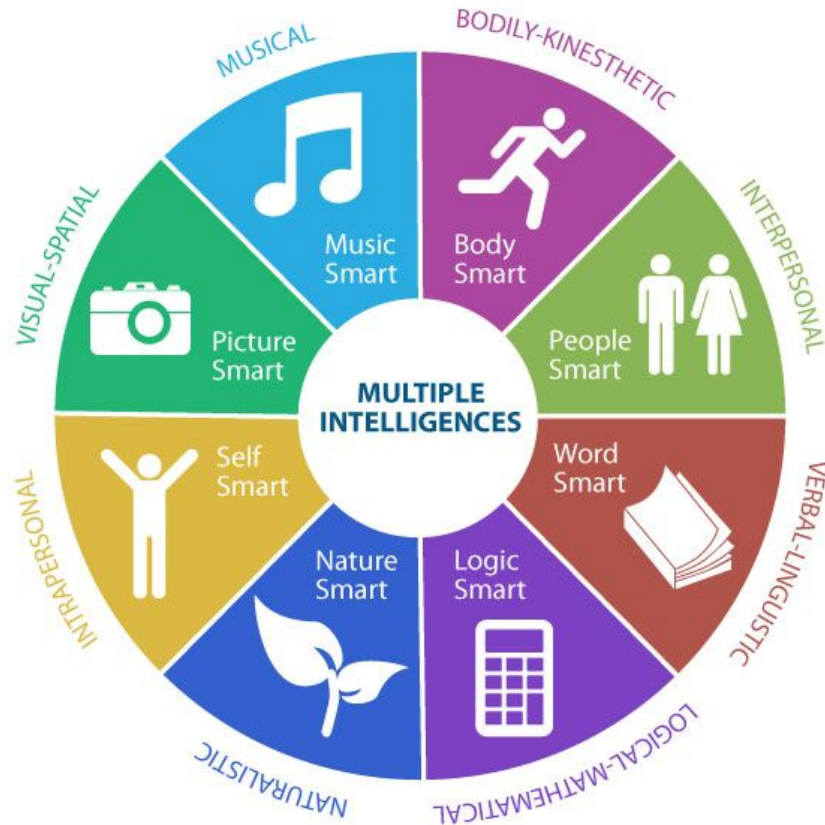 MUSICAL
BODILY-KINESTHETIC
INTERPERSONAL
VERBAL-LINGUISTIC
LOGICAL-MATHEMATICAL
NATURALISTIC
INTRAPERSONAL
VISUAL-SPATIAL
Music
Smart
Body
Smart
People
Smart
Word
Smart
Logic
Smart
Nature
Smart
Self
Smart
Picture
Smart
MULTIPLE
INTELLIGENCES